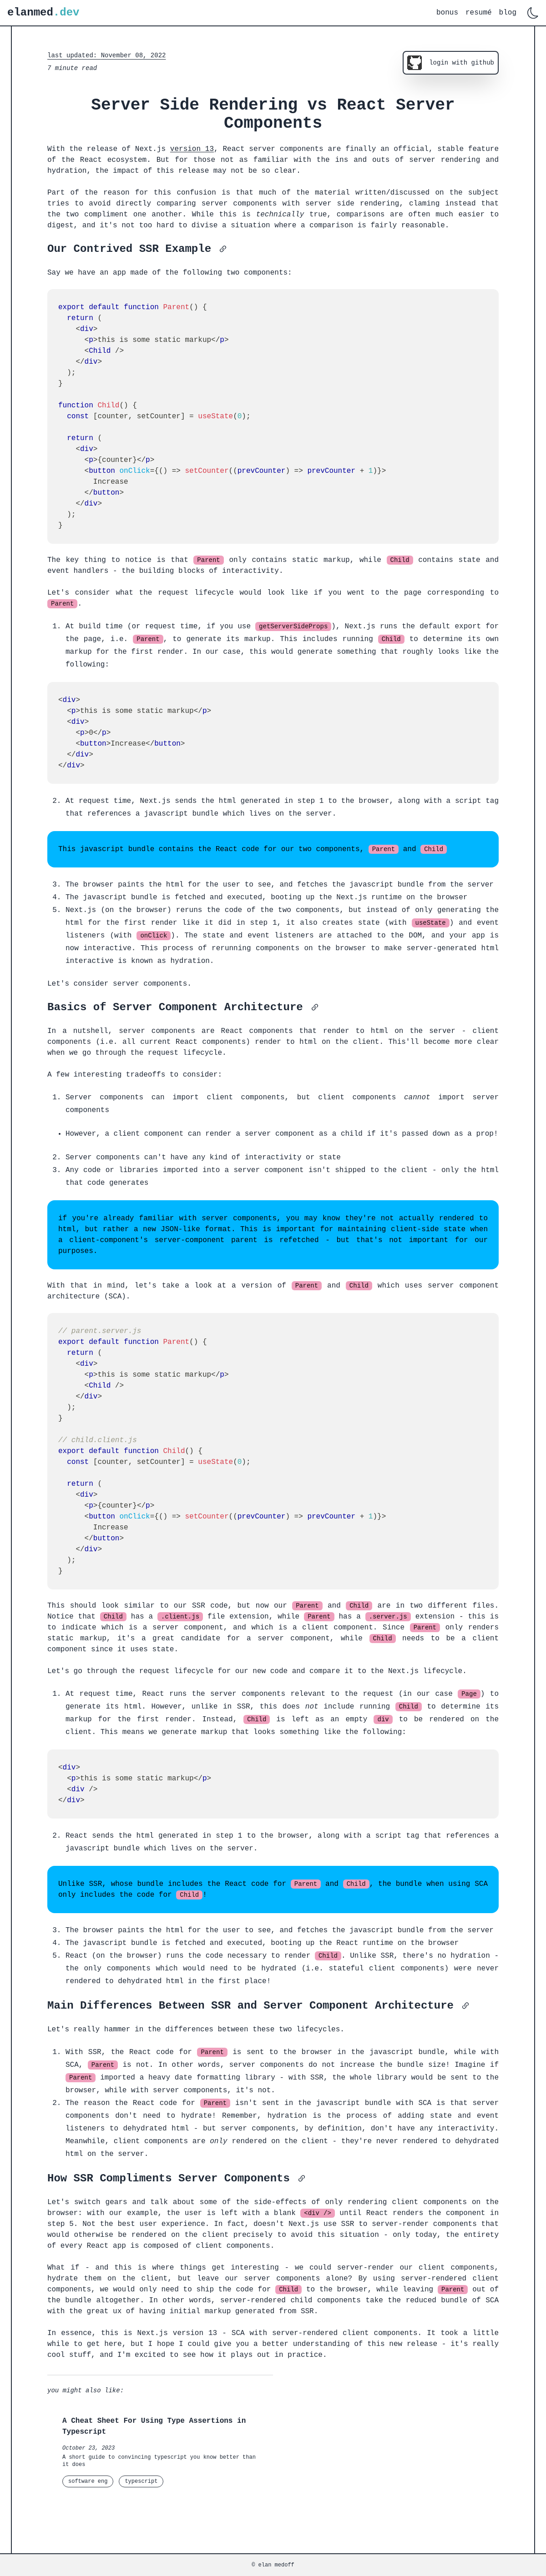 elanmed.dev
bonus resumé blog
last updated: November 08, 2022
7 minute read
login with github
Server Side Rendering vs React Server
Components
With the release of Next.js version 13, React server components are finally an official, stable feature
of the React ecosystem. But for those not as familiar with the ins and outs of server rendering and
hydration, the impact of this release may not be so clear.
Part of the reason for this confusion is that much of the material written/discussed on the subject
tries to avoid directly comparing server components with server side rendering, claming instead that
the two compliment one another. While this is technically true, comparisons are often much easier to
digest, and it's not too hard to divise a situation where a comparison is fairly reasonable.
Our Contrived SSR Example
Say we have an app made of the following two components:
export default function Parent() {
return (
<div>
<p>this is some static markup</p>
<Child />
</div>
);
}
function Child() {
const [counter, setCounter] = useState(0);
return (
<div>
<p>{counter}</p>
<button onClick={() => setCounter((prevCounter) => prevCounter + 1)}>
Increase
</button>
</div>
);
}
The key thing to notice is that Parent only contains static markup, while Child contains state and
event handlers - the building blocks of interactivity.
Let's consider what the request lifecycle would look like if you went to the page corresponding to
Parent.
1. At build time (or request time, if you use getServerSideProps), Next.js runs the default export for
the page, i.e. Parent, to generate its markup. This includes running Child to determine its own
markup for the first render. In our case, this would generate something that roughly looks like the
following:
<div>
<p>this is some static markup</p>
<div>
<p>0</p>
<button>Increase</button>
</div>
</div>
2. At request time, Next.js sends the html generated in step 1 to the browser, along with a script tag
that references a javascript bundle which lives on the server.
This javascript bundle contains the React code for our two components, Parent and Child
3. The browser paints the html for the user to see, and fetches the javascript bundle from the server
4. The javascript bundle is fetched and executed, booting up the Next.js runtime on the browser
5. Next.js (on the browser) reruns the code of the two components, but instead of only generating the
html for the first render like it did in step 1, it also creates state (with useState) and event
listeners (with onClick). The state and event listeners are attached to the DOM, and your app is
now interactive. This process of rerunning components on the browser to make server-generated html
interactive is known as hydration.
Let's consider server components.
Basics of Server Component Architecture
In a nutshell, server components are React components that render to html on the server - client
components (i.e. all current React components) render to html on the client. This'll become more clear
when we go through the request lifecycle.
A few interesting tradeoffs to consider:
1. Server components can import client components, but client components cannot import server
components
• However, a client component can render a server component as a child if it's passed down as a prop!
2. Server components can't have any kind of interactivity or state
3. Any code or libraries imported into a server component isn't shipped to the client - only the html
that code generates
if you're already familiar with server components, you may know they're not actually rendered to
html, but rather a new JSON-like format. This is important for maintaining client-side state when
a client-component's server-component parent is refetched - but that's not important for our
purposes.
With that in mind, let's take a look at a version of Parent and Child which uses server component
architecture (SCA).
// parent.server.js
export default function Parent() {
return (
<div>
<p>this is some static markup</p>
<Child />
</div>
);
}
// child.client.js
export default function Child() {
const [counter, setCounter] = useState(0);
return (
<div>
<p>{counter}</p>
<button onClick={() => setCounter((prevCounter) => prevCounter + 1)}>
Increase
</button>
</div>
);
}
This should look similar to our SSR code, but now our Parent and Child are in two different files.
Notice that Child has a .client.js file extension, while Parent has a .server.js extension - this is
to indicate which is a server component, and which is a client component. Since Parent only renders
static markup, it's a great candidate for a server component, while Child needs to be a client
component since it uses state.
Let's go through the request lifecycle for our new code and compare it to the Next.js lifecycle.
1. At request time, React runs the server components relevant to the request (in our case Page) to
generate its html. However, unlike in SSR, this does not include running Child to determine its
markup for the first render. Instead, Child is left as an empty div to be rendered on the
client. This means we generate markup that looks something like the following:
<div>
<p>this is some static markup</p>
<div />
</div>
2. React sends the html generated in step 1 to the browser, along with a script tag that references a
javascript bundle which lives on the server.
Unlike SSR, whose bundle includes the React code for Parent and Child, the bundle when using SCA
only includes the code for Child!
3. The browser paints the html for the user to see, and fetches the javascript bundle from the server
4. The javascript bundle is fetched and executed, booting up the React runtime on the browser
5. React (on the browser) runs the code necessary to render Child. Unlike SSR, there's no hydration -
the only components which would need to be hydrated (i.e. stateful client components) were never
rendered to dehydrated html in the first place!
Main Differences Between SSR and Server Component Architecture
Let's really hammer in the differences between these two lifecycles.
1. With SSR, the React code for Parent is sent to the browser in the javascript bundle, while with
SCA, Parent is not. In other words, server components do not increase the bundle size! Imagine if
Parent imported a heavy date formatting library - with SSR, the whole library would be sent to the
browser, while with server components, it's not.
2. The reason the React code for Parent isn't sent in the javascript bundle with SCA is that server
components don't need to hydrate! Remember, hydration is the process of adding state and event
listeners to dehydrated html - but server components, by definition, don't have any interactivity.
Meanwhile, client components are only rendered on the client - they're never rendered to dehydrated
html on the server.
How SSR Compliments Server Components
Let's switch gears and talk about some of the side-effects of only rendering client components on the
browser: with our example, the user is left with a blank <div /> until React renders the component in
step 5. Not the best user experience. In fact, doesn't Next.js use SSR to server-render components that
would otherwise be rendered on the client precisely to avoid this situation - only today, the entirety
of every React app is composed of client components.
What if - and this is where things get interesting - we could server-render our client components,
hydrate them on the client, but leave our server components alone? By using server-rendered client
components, we would only need to ship the code for Child to the browser, while leaving Parent out of
the bundle altogether. In other words, server-rendered child components take the reduced bundle of SCA
with the great ux of having initial markup generated from SSR.
In essence, this is Next.js version 13 - SCA with server-rendered client components. It took a little
while to get here, but I hope I could give you a better understanding of this new release - it's really
cool stuff, and I'm excited to see how it plays out in practice.
you might also like:
A Cheat Sheet For Using Type Assertions in
Typescript
October 23, 2023
A short guide to convincing typescript you know better than
it does
software eng typescript
© elan medoff